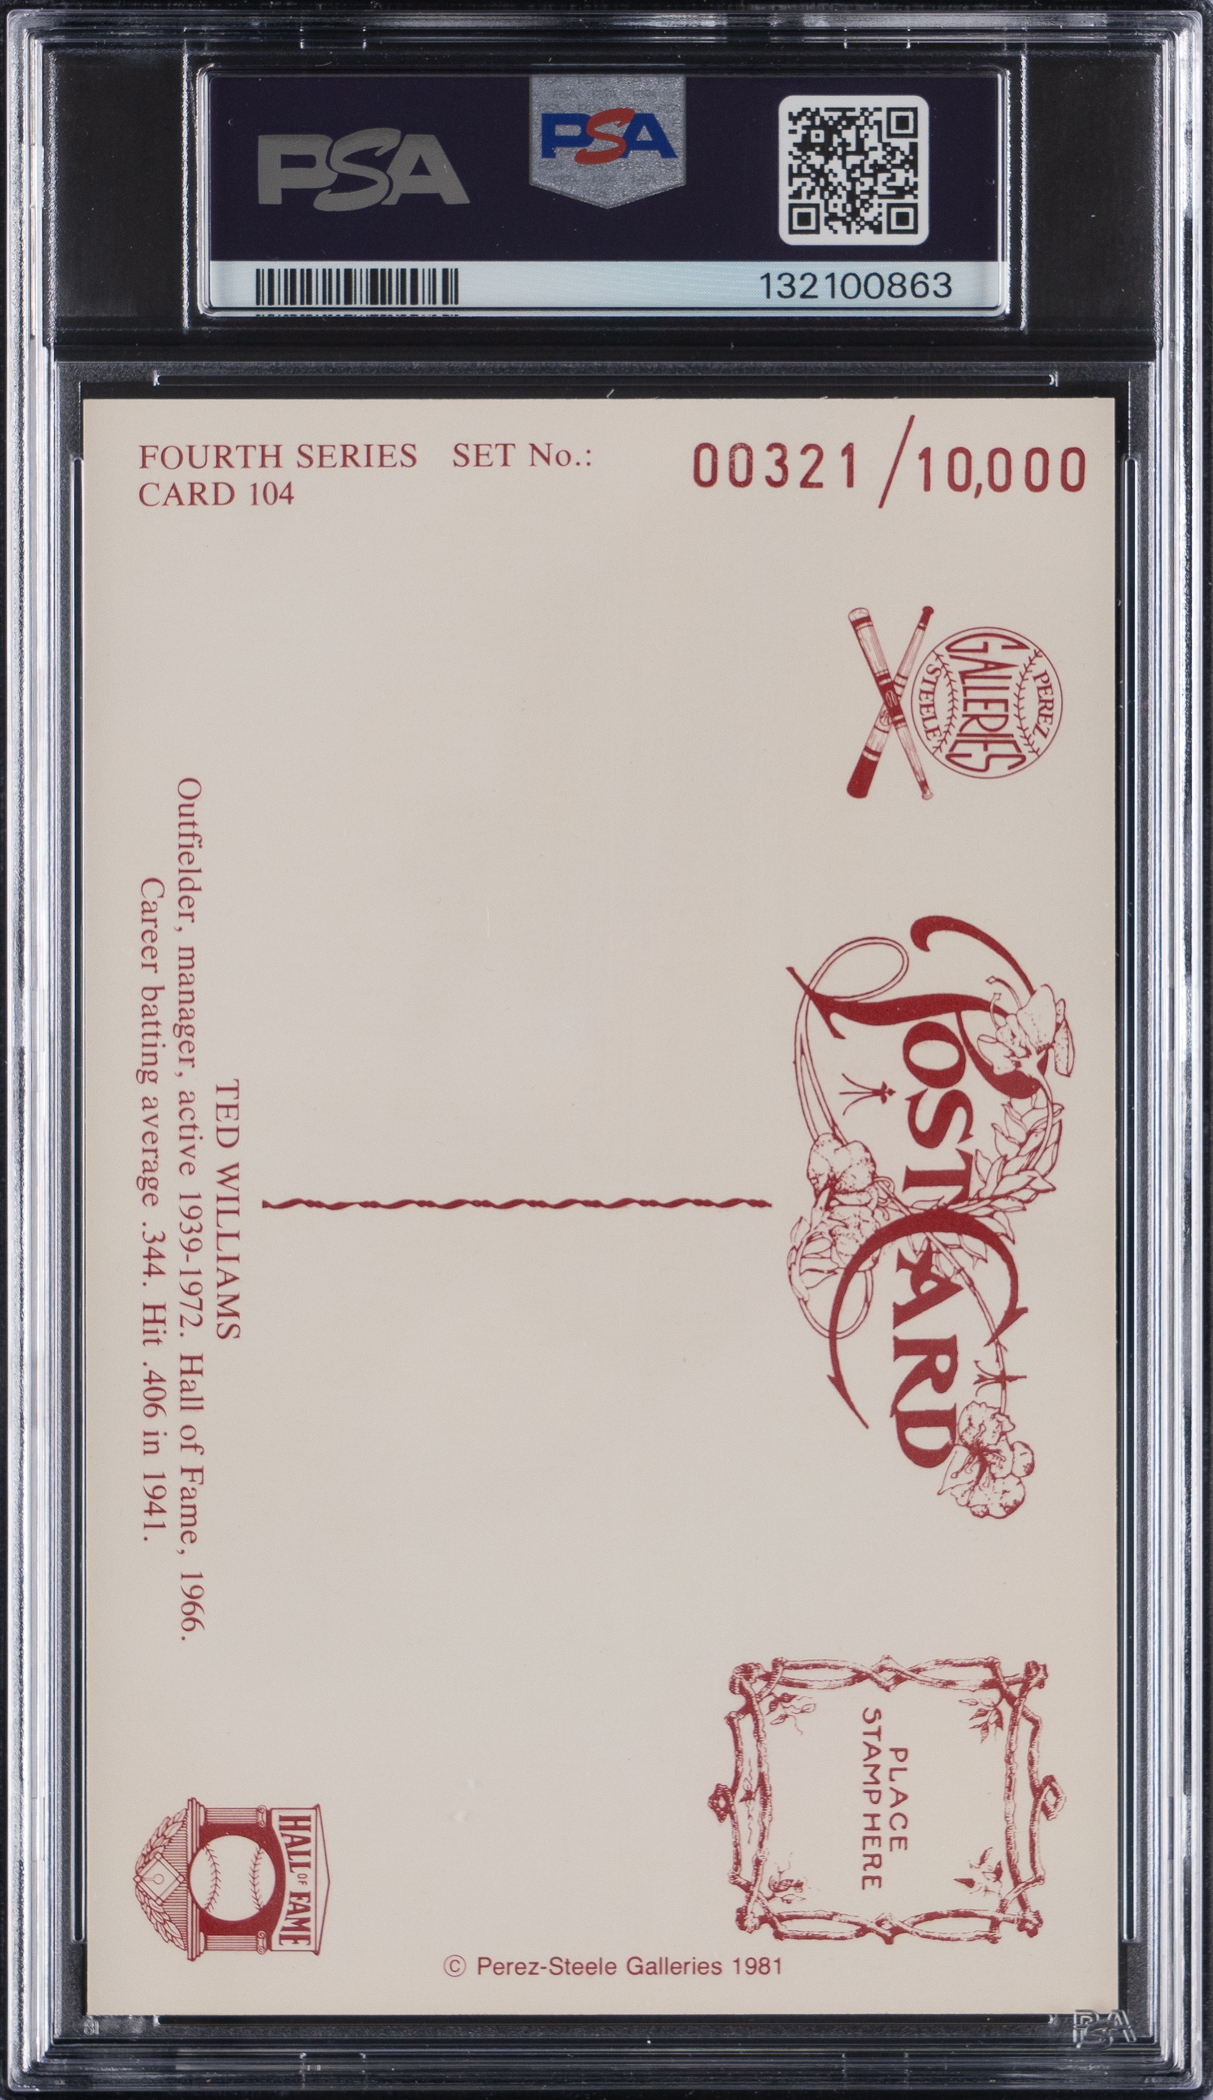 PSA
PSA
132100863
FOURTH SERIES SET No.: 00321/10,000
CARD 104
PEREZ
GALLERIES
STEELE
POST CARD
PLACE
STAMP HERE
TED WILLIAMS
Outfielder, manager, active 1939-1972. Hall of Fame, 1966.
Career batting average .344. Hit .406 in 1941.
HALL OF FAME
© Perez-Steele Galleries 1981
PSA